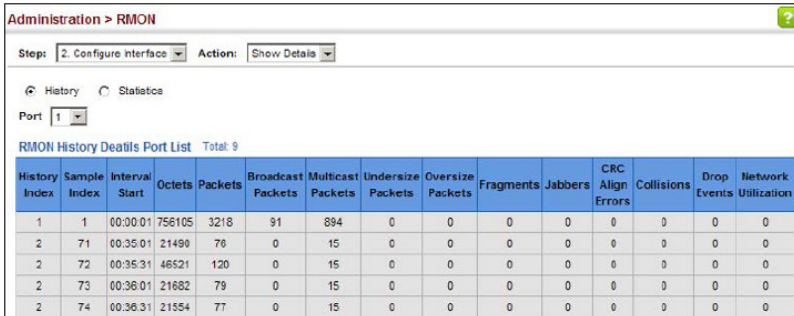 Administration > RMON
?
Step: 2. Configure Interface Action: Show Details
History Statistics
Port 1
RMON History Deatils Port List Total: 9
History Index Sample Index Interval Start Octets Packets Broadcast Packets Multicast Packets Undersize Packets Oversize Packets Fragments Jabbers CRC Align Errors Collisions Drop Events Network Utilization
1 1 00:00:01 756105 3218 91 894 0 0 0 0 0 0 0 0
2 71 00:35:01 21490 76 0 15 0 0 0 0 0 0 0 0
2 72 00:35:31 46521 120 0 15 0 0 0 0 0 0 0 0
2 73 00:36:01 21682 79 0 15 0 0 0 0 0 0 0 0
2 74 00:36:31 21554 77 0 15 0 0 0 0 0 0 0 0